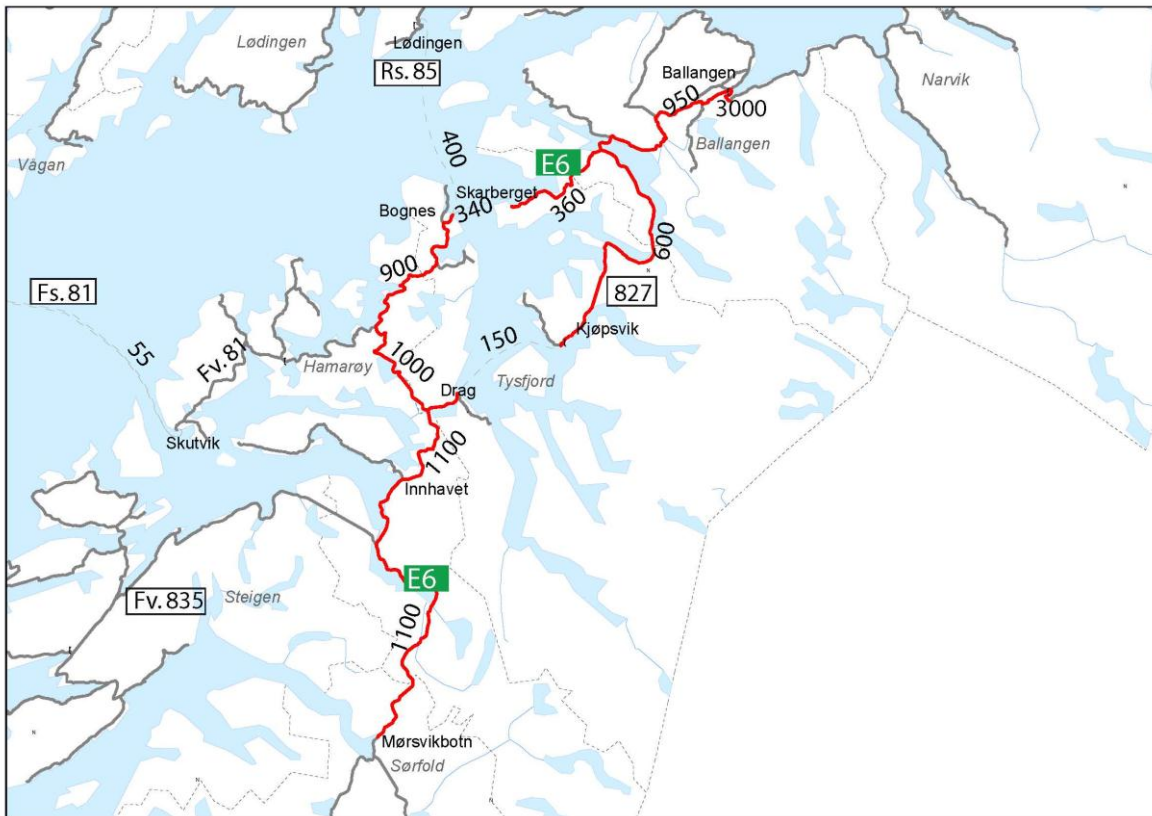 Lødingen
Lødingen
Rs. 85
Ballangen
950
3000
Narvik
Vågan
400
E6
Ballangen
Skarberget
Bognes
340
360
600
900
Fs. 81
827
Kjøpsvik
150
55
Fv. 81
Hamarøy
1000
Drag
Tysfjord
Skutvik
1100
Innhavet
E6
Fv. 835
Steigen
1100
Mørsvikbotn
Sørfold